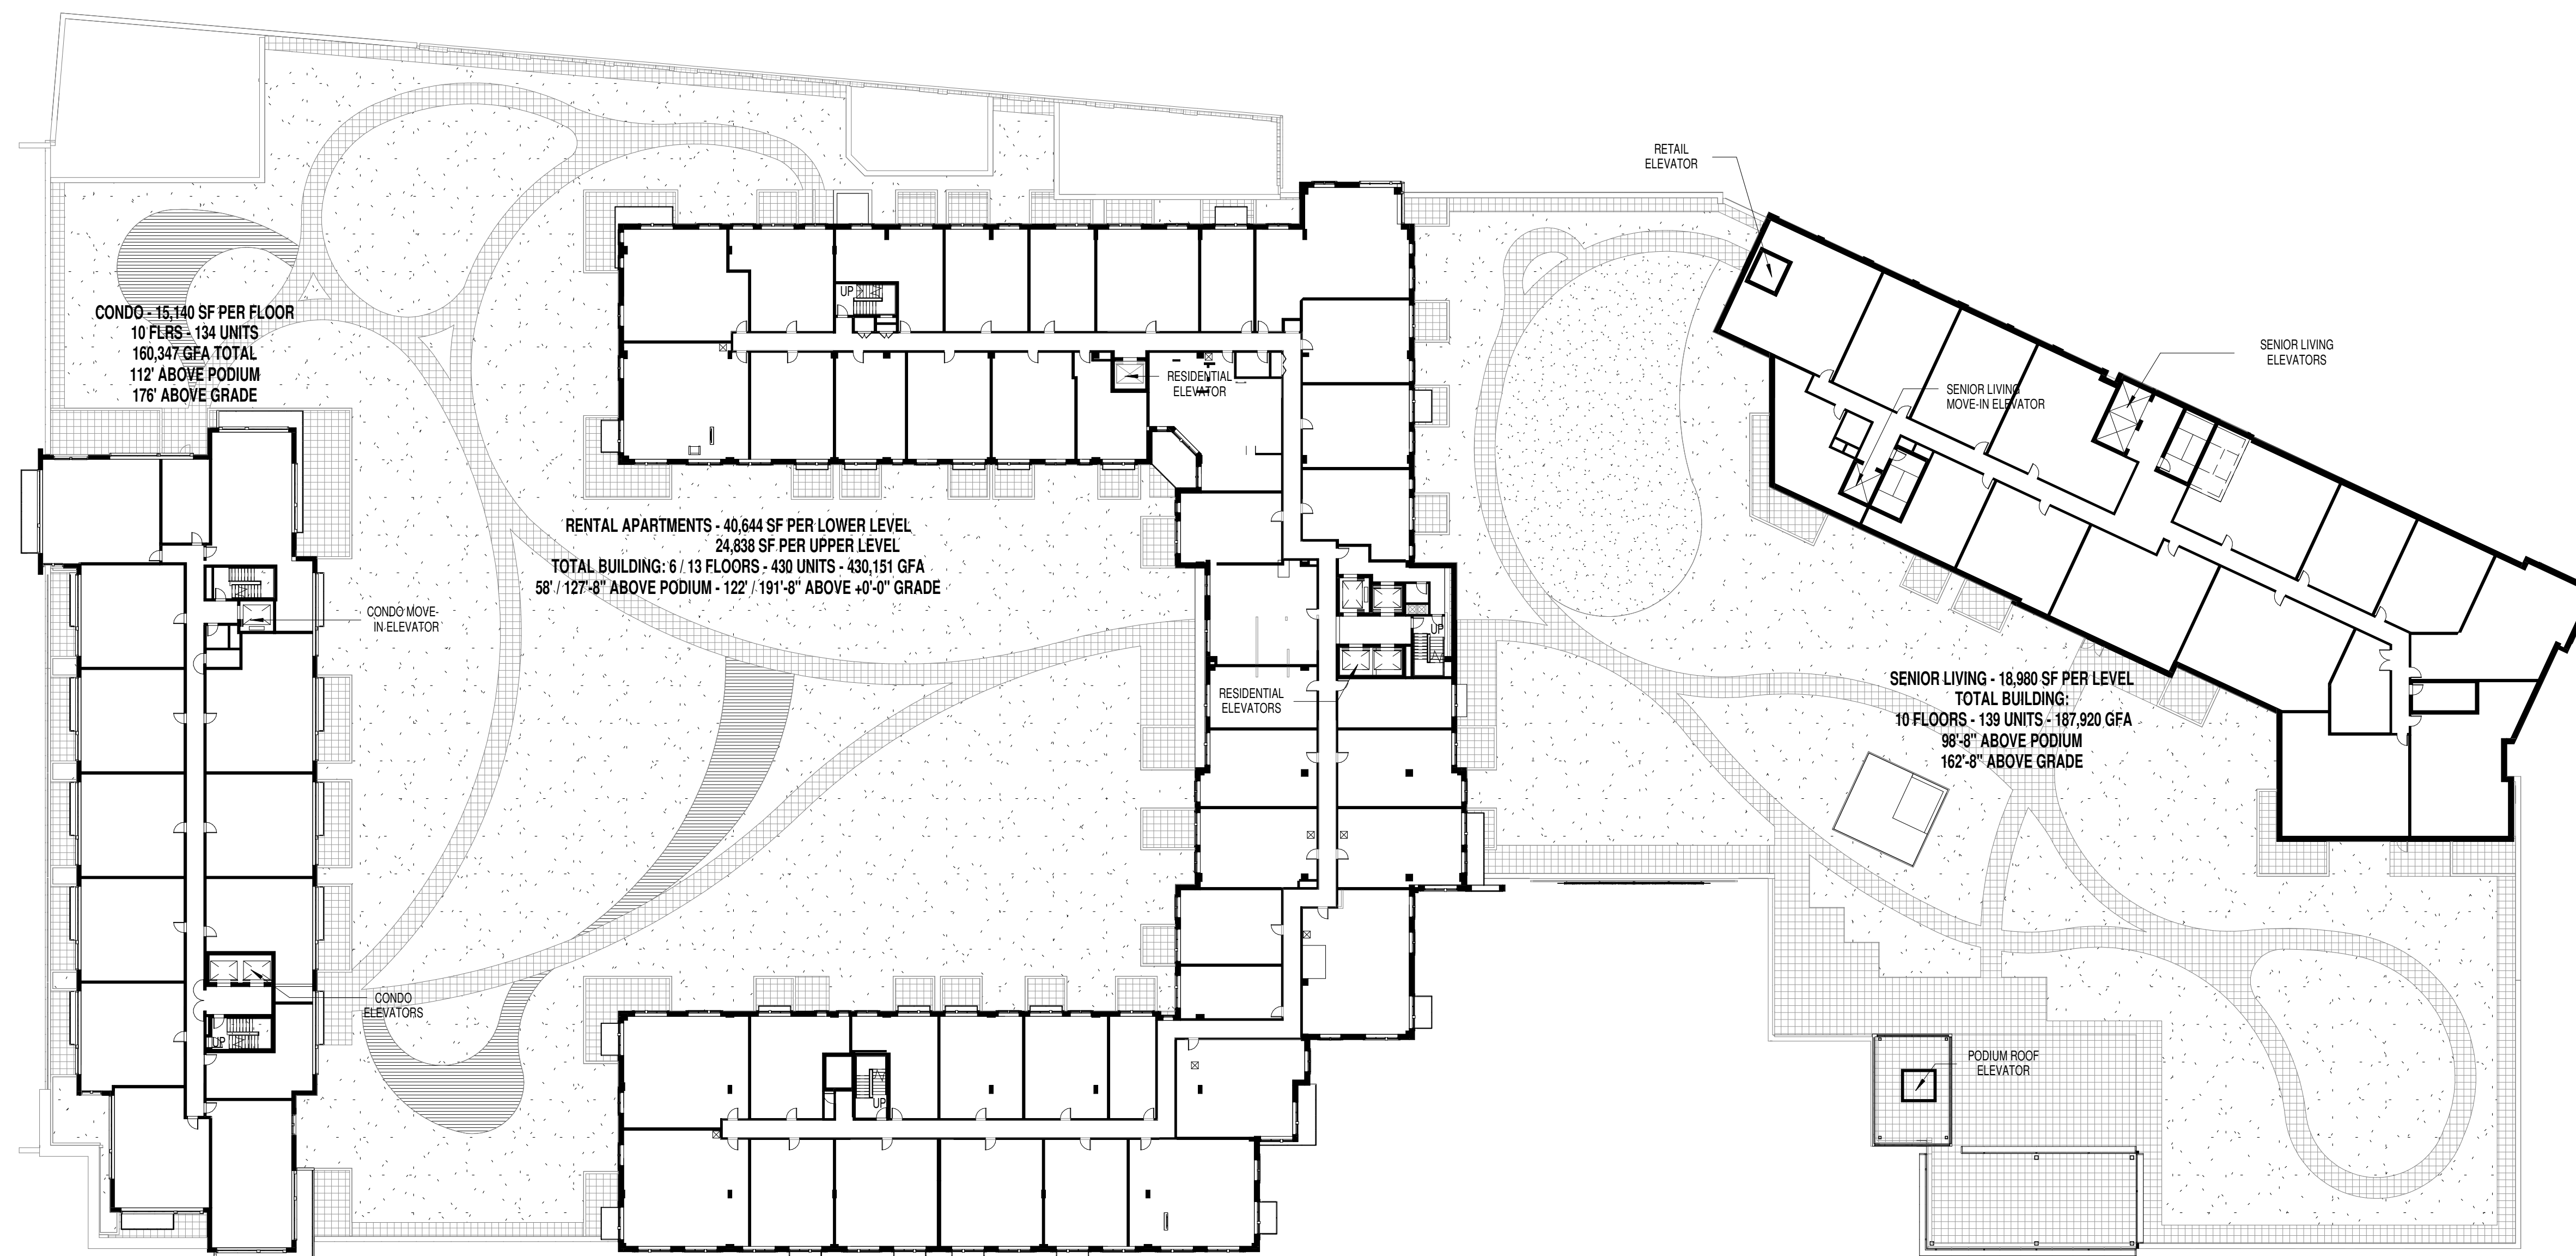 RETAIL
ELEVATOR
CONDO - 15,140 SF PER FLOOR
10 FLRS - 134 UNITS
160,347 GFA TOTAL
112' ABOVE PODIUM
176' ABOVE GRADE
UP
RESIDENTIAL
ELEVATOR
SENIOR LIVING
ELEVATORS
SENIOR LIVING
MOVE-IN ELEVATOR
RENTAL APARTMENTS - 40,644 SF PER LOWER LEVEL
24,838 SF PER UPPER LEVEL
TOTAL BUILDING: 6 / 13 FLOORS - 430 UNITS - 430,151 GFA
58' / 127'-8" ABOVE PODIUM - 122' / 191'-8" ABOVE +0'-0" GRADE
CONDO MOVE-
IN ELEVATOR
UP
RESIDENTIAL
ELEVATORS
SENIOR LIVING - 18,980 SF PER LEVEL
TOTAL BUILDING:
10 FLOORS - 139 UNITS - 187,920 GFA
98'-8" ABOVE PODIUM
162'-8" ABOVE GRADE
CONDO
ELEVATORS
UP
UP
PODIUM ROOF
ELEVATOR